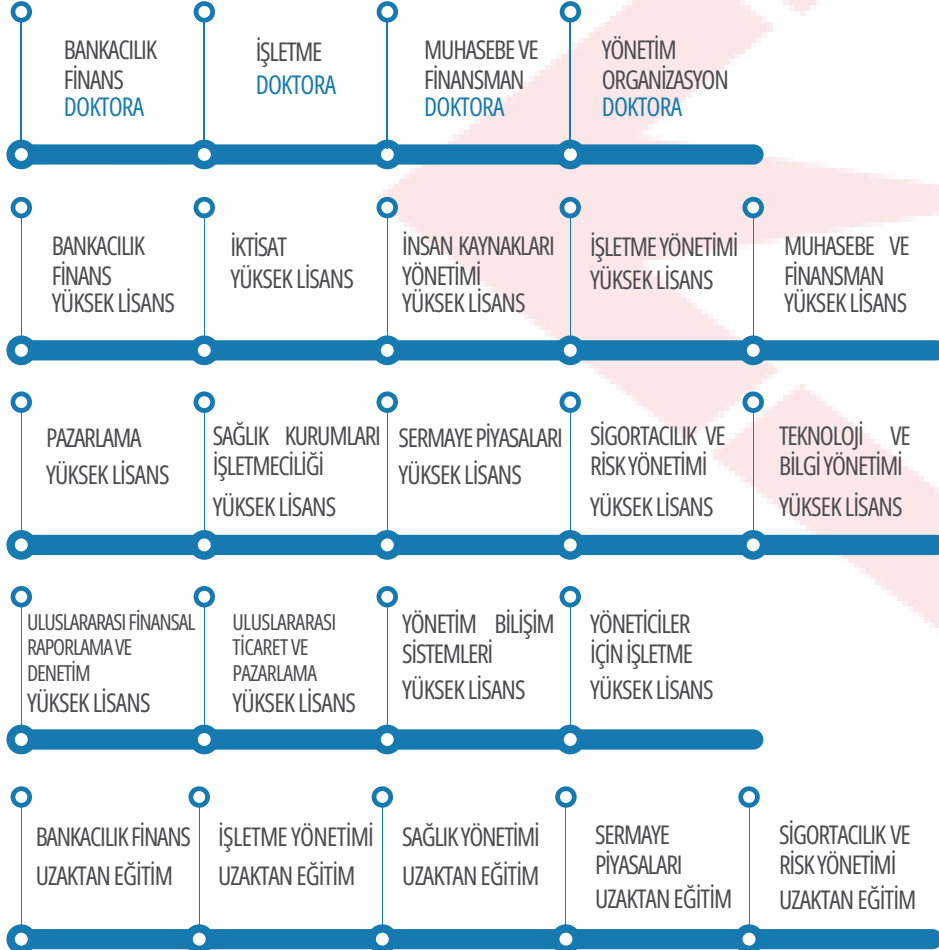 BANKACILIK
FİNANS
DOKTORA
İŞLETME
DOKTORA
MUHASEBE VE
FİNANSMAN
DOKTORA
YÖNETİM
ORGANİZASYON
DOKTORA
BANKACILIK
FİNANS
YÜKSEK LİSANS
İKTİSAT
YÜKSEK LİSANS
İNSAN KAYNAKLARI
YÖNETİMİ
YÜKSEK LİSANS
İŞLETME YÖNETİMİ
YÜKSEK LİSANS
MUHASEBE VE
FİNANSMAN
YÜKSEK LİSANS
PAZARLAMA
YÜKSEK LİSANS
SAĞLIK KURUMLARI
İŞLETMECİLİĞİ
YÜKSEK LİSANS
SERMAYE PİYASALARI
YÜKSEK LİSANS
SİGORTACILIK VE
RİSK YÖNETİMİ
YÜKSEK LİSANS
TEKNOLOJİ VE
BİLGİ YÖNETİMİ
YÜKSEK LİSANS
ULUSLARARASI FİNANSAL
RAPORLAMA VE
DENETİM
YÜKSEK LİSANS
ULUSLARARASI
TİCARET VE
PAZARLAMA
YÜKSEK LİSANS
YÖNETİM BİLİŞİM
SİSTEMLERİ
YÜKSEK LİSANS
YÖNETİCİLER
İÇİN İŞLETME
YÜKSEK LİSANS
BANKACILIK FİNANS
UZAKTAN EĞİTİM
İŞLETME YÖNETİMİ
UZAKTAN EĞİTİM
SAĞLIK YÖNETİMİ
UZAKTAN EĞİTİM
SERMAYE
PİYASALARI
UZAKTAN EĞİTİM
SİGORTACILIK VE
RİSK YÖNETİMİ
UZAKTAN EĞİTİM